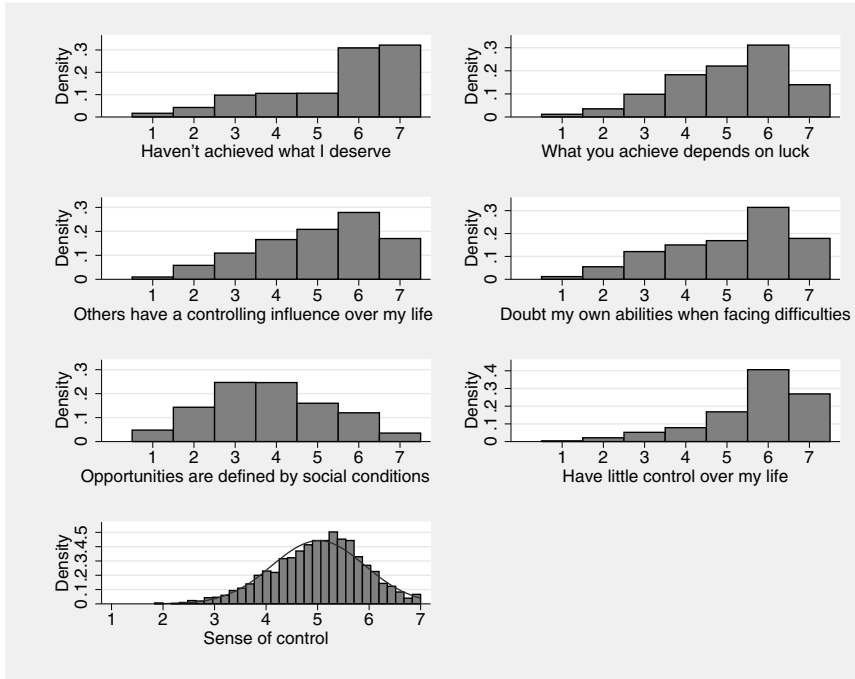 Density
0 .1 .2 .3
1 2 3 4 5 6 7
Haven't achieved what I deserve
Density
0 .1 .2 .3
1 2 3 4 5 6 7
What you achieve depends on luck
Density
0 .1 .2 .3
1 2 3 4 5 6 7
Others have a controlling influence over my life
Density
0 .1 .2 .3
1 2 3 4 5 6 7
Doubt my own abilities when facing difficulties
Density
0 .1 .2 .3
1 2 3 4 5 6 7
Opportunities are defined by social conditions
Density
0 .1 .2 .3 .4
1 2 3 4 5 6 7
Have little control over my life
Density
0 .1 .2 .3 .4 .5
1 2 3 4 5 6 7
Sense of control